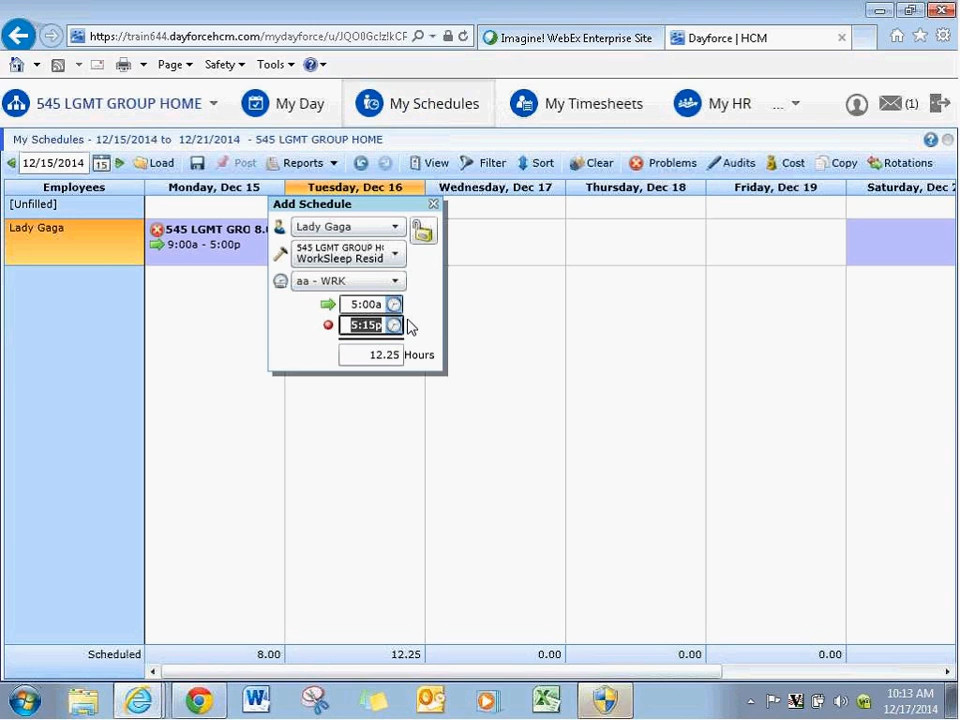 https://train644.dayforcehcm.com/mydayforce/u/
Imagine! WebEx Enterprise Site
Dayforce | HCM
Page Safety Tools
545 LGMT GROUP HOME
My Day
My Schedules
My Timesheets
My HR
...
(1)
My Schedules - 12/15/2014 to 12/21/2014 - 545 LGMT GROUP HOME
12/15/2014 15 Load Post Reports View Filter Sort Clear Problems Audits Cost Copy Rotations
Employees Monday, Dec 15 Tuesday, Dec 16 Wednesday, Dec 17 Thursday, Dec 18 Friday, Dec 19 Saturday, Dec 2
[Unfilled]
Add Schedule
Lady Gaga
545 LGMT GRO 8.
9:00a - 5:00p
Lady Gaga
545 LGMT GROUP H
WorkSleep Resid
aa - WRK
5:00a
5:15p
12.25 Hours
Scheduled 8.00 12.25 0.00 0.00 0.00
10:13 AM
12/17/2014